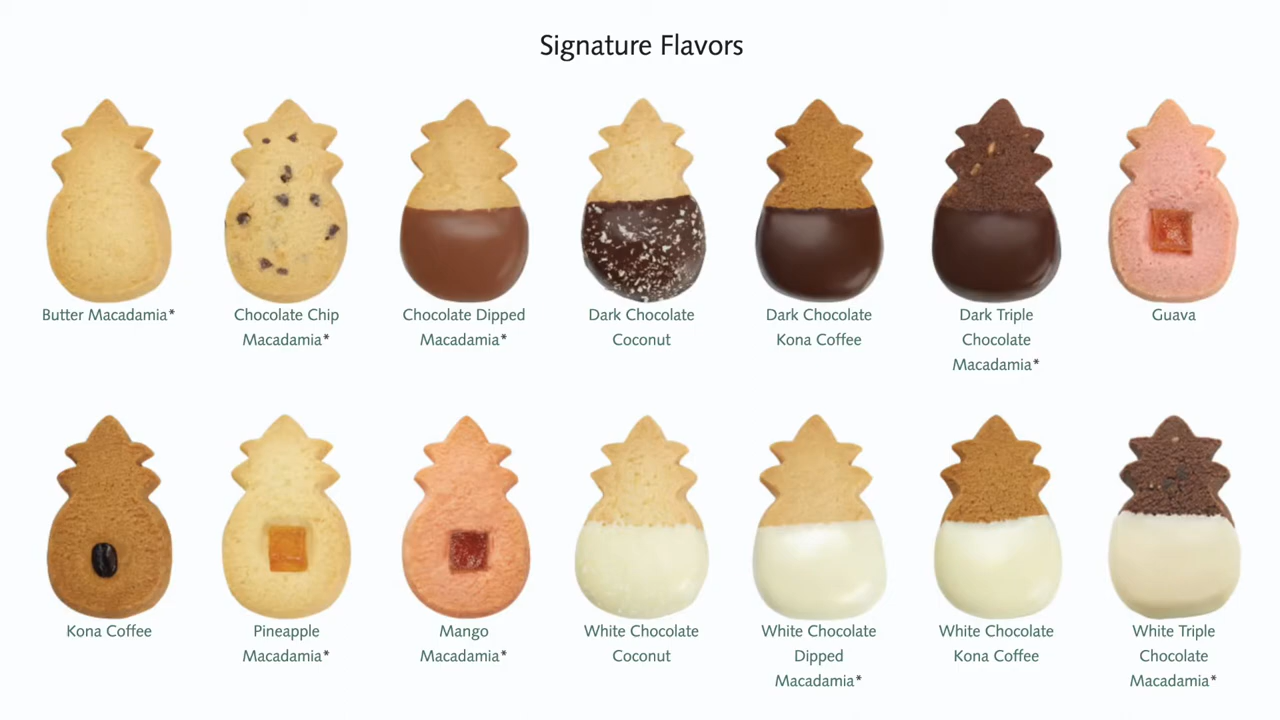 Signature Flavors
Butter Macadamia*
Chocolate Chip
Macadamia*
Chocolate Dipped
Macadamia*
Dark Chocolate
Coconut
Dark Chocolate
Kona Coffee
Dark Triple
Chocolate
Macadamia*
Guava
Kona Coffee
Pineapple
Macadamia*
Mango
Macadamia*
White Chocolate
Coconut
White Chocolate
Dipped
Macadamia*
White Chocolate
Kona Coffee
White Triple
Chocolate
Macadamia*